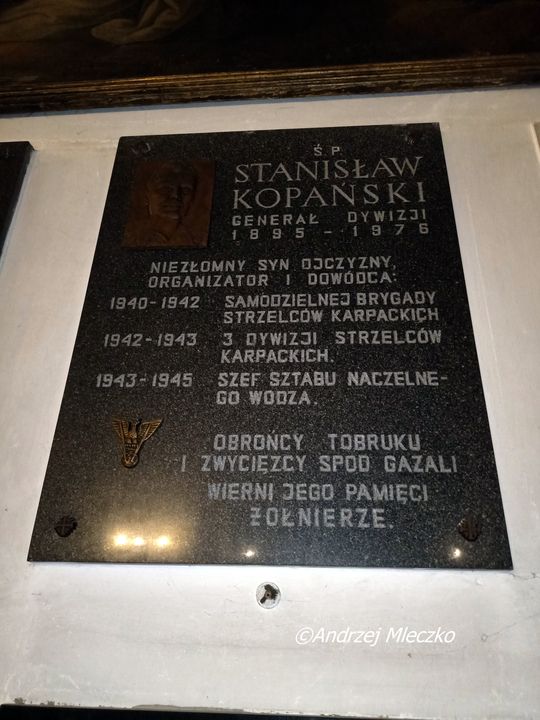 Ś.P.
STANISŁAW
KOPAŃSKI
GENERAŁ DYWIZJI
1895-1976
NIEZŁOMNY SYN OJCZYZNY,
ORGANIZATOR I DOWÓDCA:
1940-1942 SAMODZIELNEJ BRYGADY
STRZELCÓW KARPACKICH
1942-1943 3 DYWIZJI STRZELCÓW
KARPACKICH.
1943-1945 SZEF SZTABU NACZELNE-
GO WODZA.
OBROŃCY TOBRUKU
I ZWYCIĘZCY SPOD GAZALI
WIERNI JEGO PAMIĘCI
ŻOŁNIERZE.
©Andrzej Mleczko